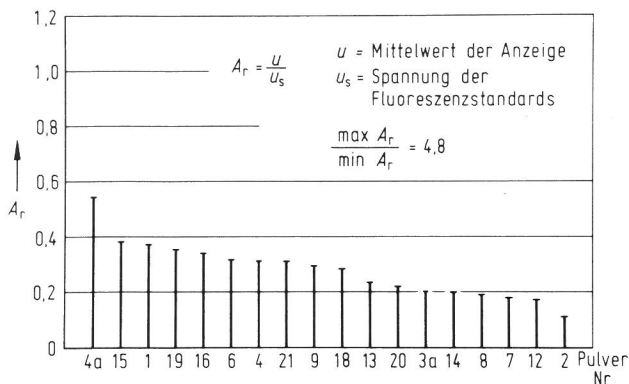 1,2
1,0
0,8
0,6
0,4
0,2
0
A_r
A_r = u/u_s
u = Mittelwert der Anzeige
u_s = Spannung der
Fluoreszenzstandards
max A_r / min A_r = 4,8
4a 15 1 19 16 6 4 21 9 18 13 20 3a 14 8 7 12 2 Pulver
Nr